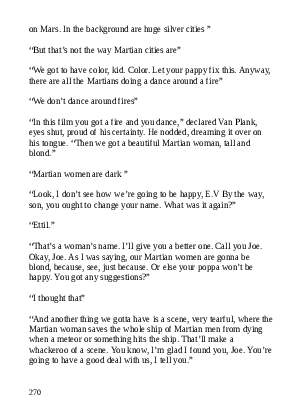 on Mars. In the background are huge silver cities ”
“But that’s not the way Martian cities are”
“We got to have color, kid. Color. Let your pappy fix this. Anyway,
there are all the Martians doing a dance around a fire”
“We don’t dance around fires”
“In this film you got a fire and you dance,” declared Van Plank,
eyes shut, proud of his certainty. He nodded, dreaming it over on
his tongue. “Then we got a beautiful Martian woman, tall and
blond.”
“Martian women are dark ”
“Look, I don’t see how we’re going to be happy, E.V By the way,
son, you ought to change your name. What was it again?”
“Ettil.”
“That’s a woman’s name. I’ll give you a better one. Call you Joe.
Okay, Joe. As I was saying, our Martian women are gonna be
blond, because, see, just because. Or else your poppa won’t be
happy. You got any suggestions?”
“I thought that”
“And another thing we gotta have is a scene, very tearful, where the
Martian woman saves the whole ship of Martian men from dying
when a meteor or something hits the ship. That’ll make a
whackeroo of a scene. You know, I’m glad I found you, Joe. You’re
going to have a good deal with us, I tell you.”
270